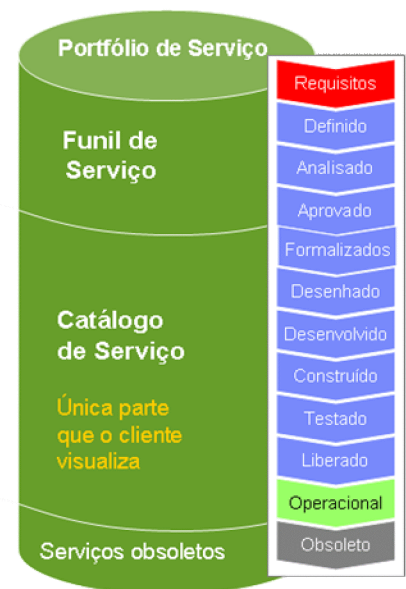 Portfólio de Serviço
Funil de
Serviço
Catálogo
de Serviço
Única parte
que o cliente
visualiza
Serviços obsoletos
Requisitos
Definido
Analisado
Aprovado
Formalizados
Desenhado
Desenvolvido
Construído
Testado
Liberado
Operacional
Obsoleto